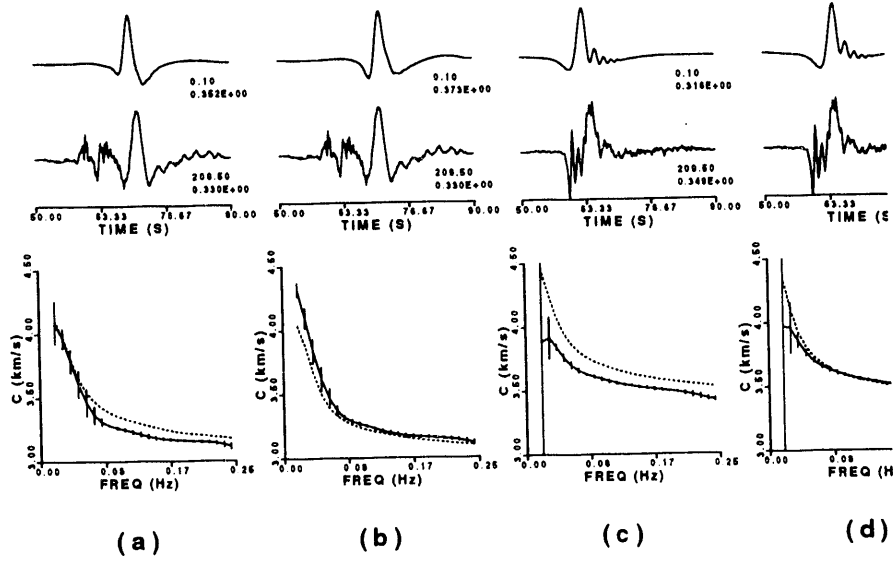 0.10
0.352E+00
209.50
0.330E+00
50.00 63.33 76.67 90.00
TIME (S)
4.50
4.00
3.50
3.00
C (km/s)
0.00 0.08 0.17 0.25
FREQ (Hz)
(a)
0.10
0.373E+00
209.50
0.330E+00
50.00 63.33 76.67 90.00
TIME (S)
4.50
4.00
3.50
3.00
C (km/s)
0.00 0.08 0.17 0.25
FREQ (Hz)
(b)
0.10
0.316E+00
209.50
0.349E+00
50.00 63.33 76.67 90.00
TIME (S)
4.50
4.00
3.50
3.00
C (km/s)
0.00 0.08 0.17 0.25
FREQ (Hz)
(c)
50.00 63.33
TIME (S
4.50
4.00
3.50
3.00
C (km/s)
0.00 0.08
FREQ (H
(d)